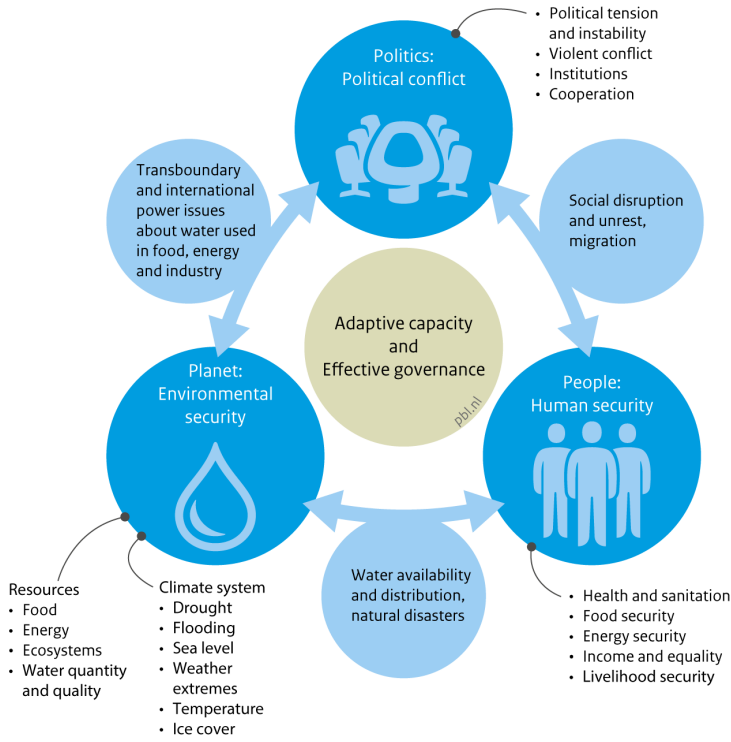 • Political tension
and instability
• Violent conflict
• Institutions
• Cooperation
Politics:
Political conflict
Transboundary
and international
power issues
about water used
in food, energy
and industry
Social disruption
and unrest,
migration
Adaptive capacity
and
Effective governance
pbl.nl
Planet:
Environmental
security
People:
Human security
Water availability
and distribution,
natural disasters
Resources
• Food
• Energy
• Ecosystems
• Water quantity
and quality
Climate system
• Drought
• Flooding
• Sea level
• Weather
extremes
• Temperature
• Ice cover
• Health and sanitation
• Food security
• Energy security
• Income and equality
• Livelihood security